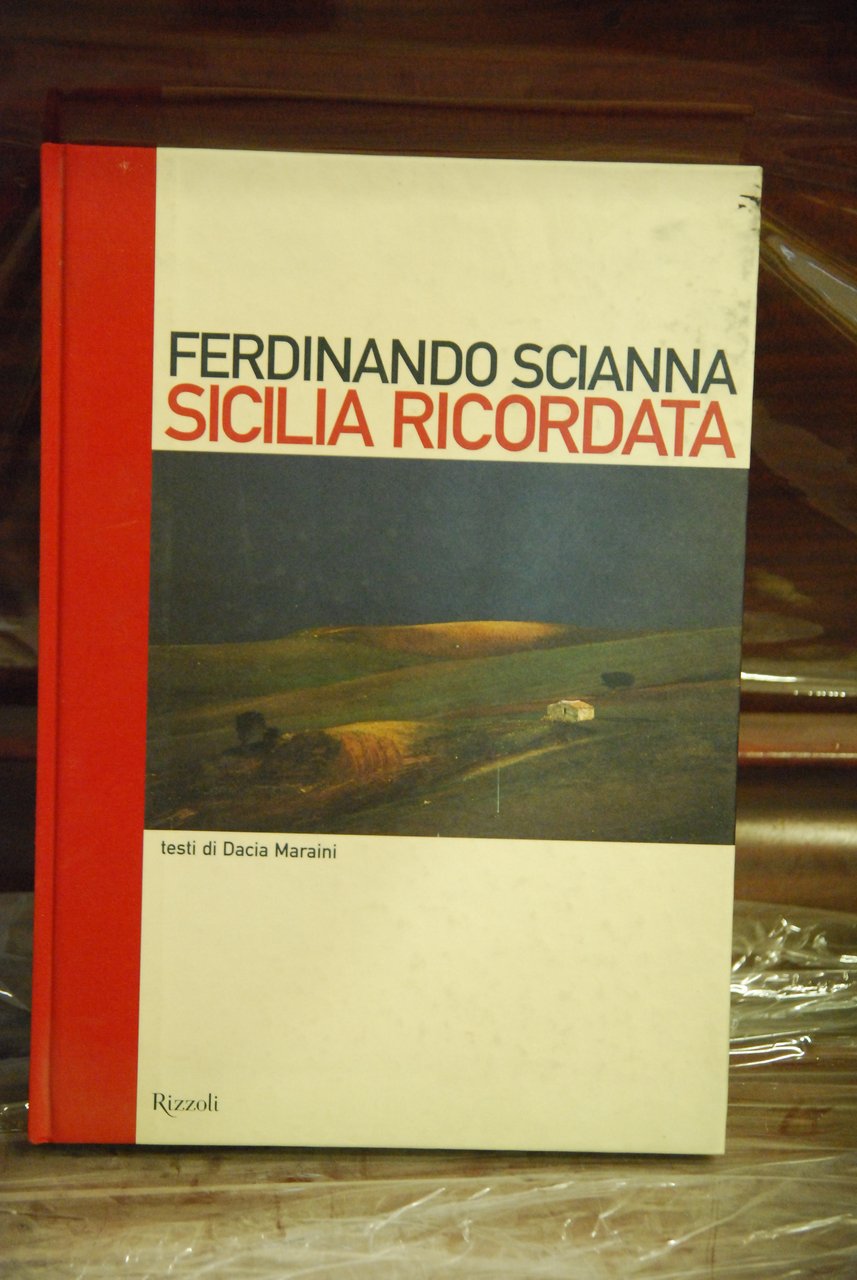 FERDINANDO SCIANNA
SICILIA RICORDATA
testi di Dacia Maraini
Rizzoli